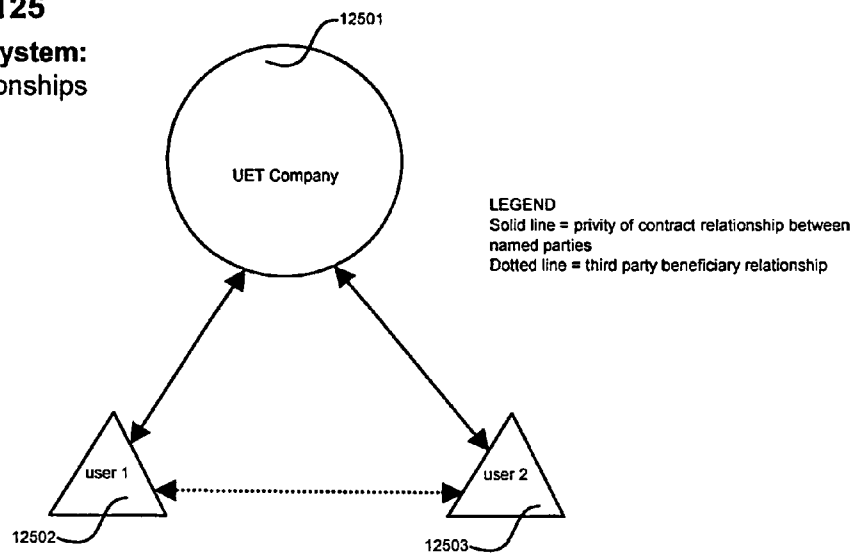 125
ystem:
onships
12501
UET Company
LEGEND
Solid line = privity of contract relationship between
named parties
Dotted line = third party beneficiary relationship
user 1
user 2
12502
12503